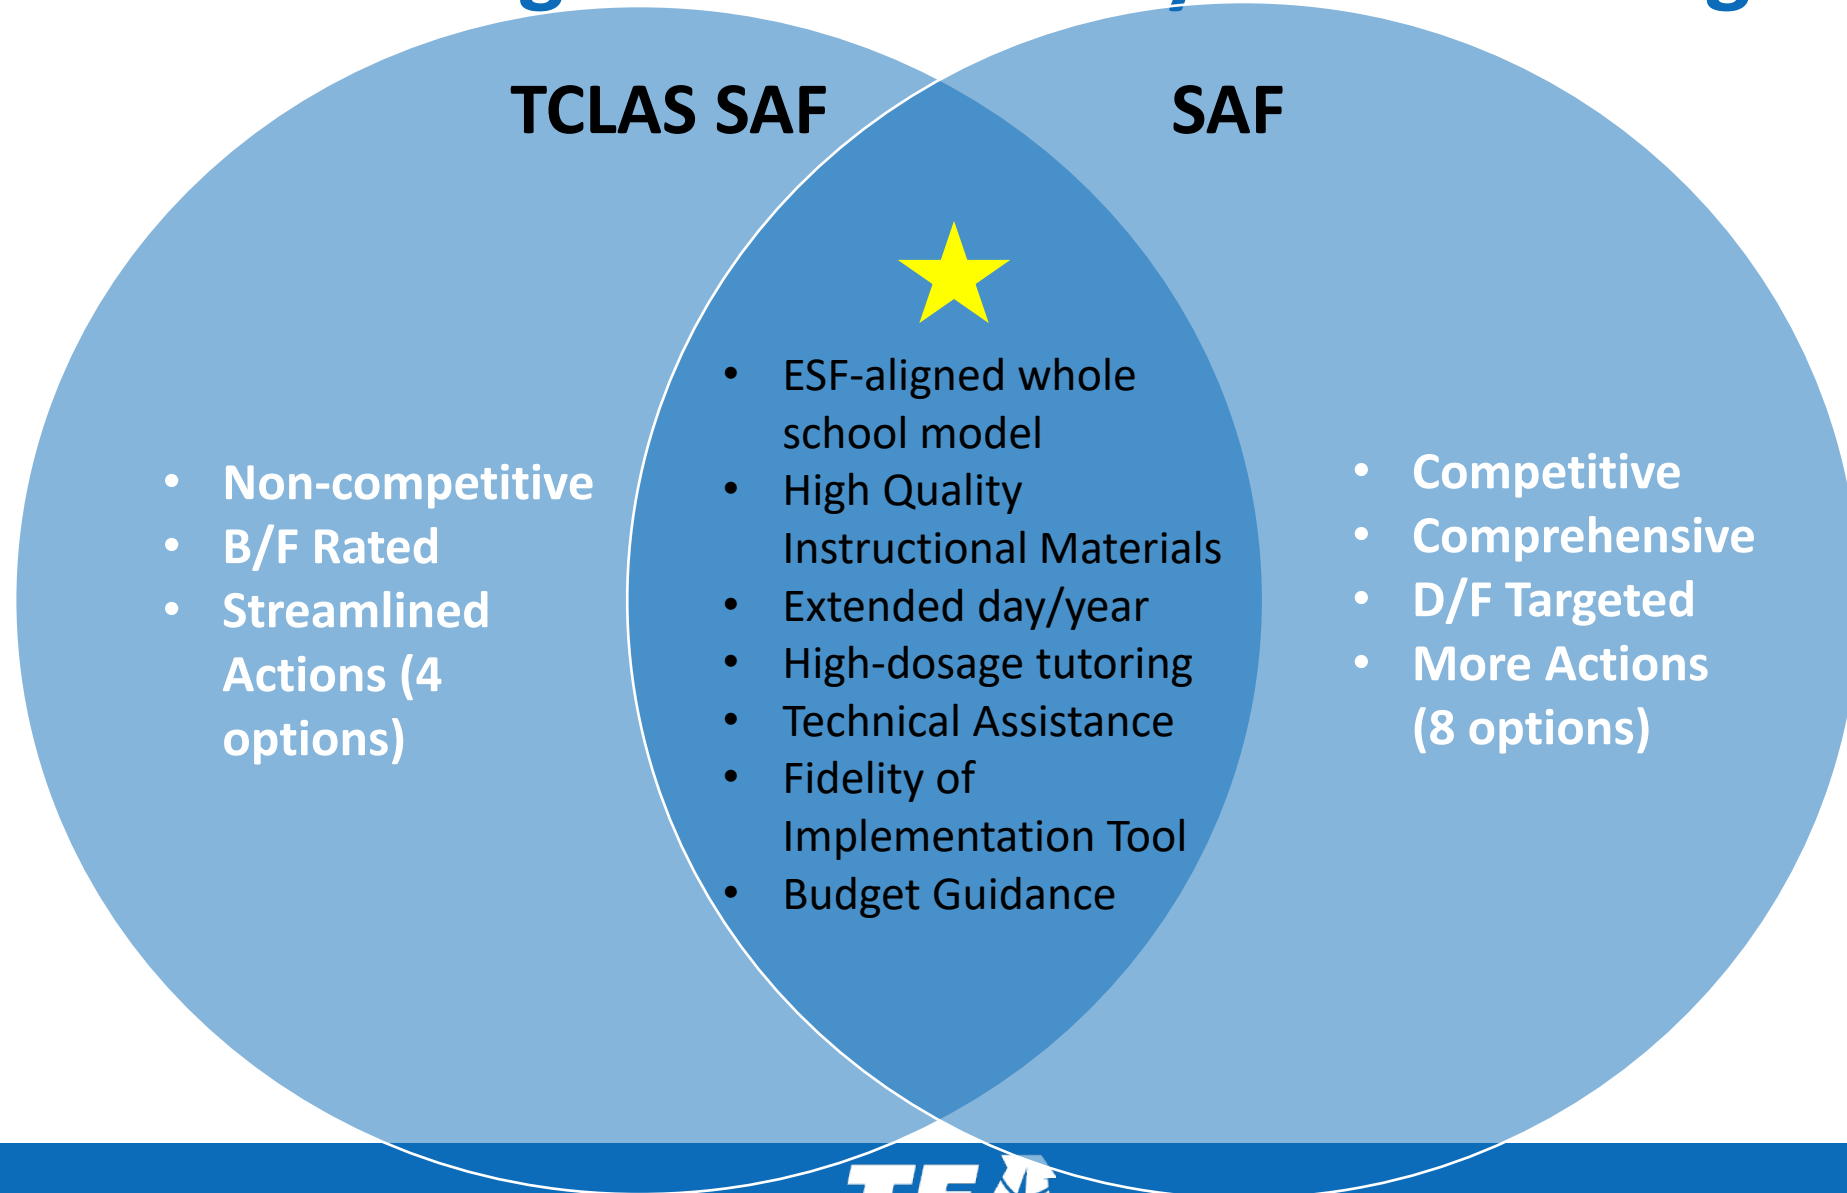 TCLAS SAF
SAF
• Non-competitive
• B/F Rated
• Streamlined
Actions (4
options)
• ESF-aligned whole
school model
• High Quality
Instructional Materials
• Extended day/year
• High-dosage tutoring
• Technical Assistance
• Fidelity of
Implementation Tool
• Budget Guidance
• Competitive
• Comprehensive
• D/F Targeted
• More Actions
(8 options)
TEA